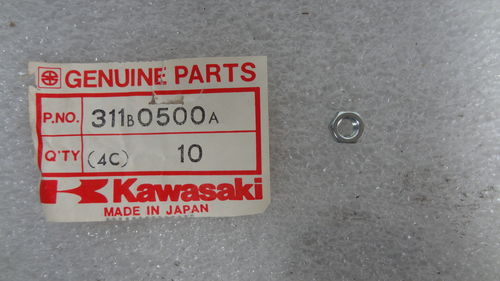 GENUINE PARTS
P.NO. 311B0500A
Q'TY (4C) 10
Kawasaki
MADE IN JAPAN